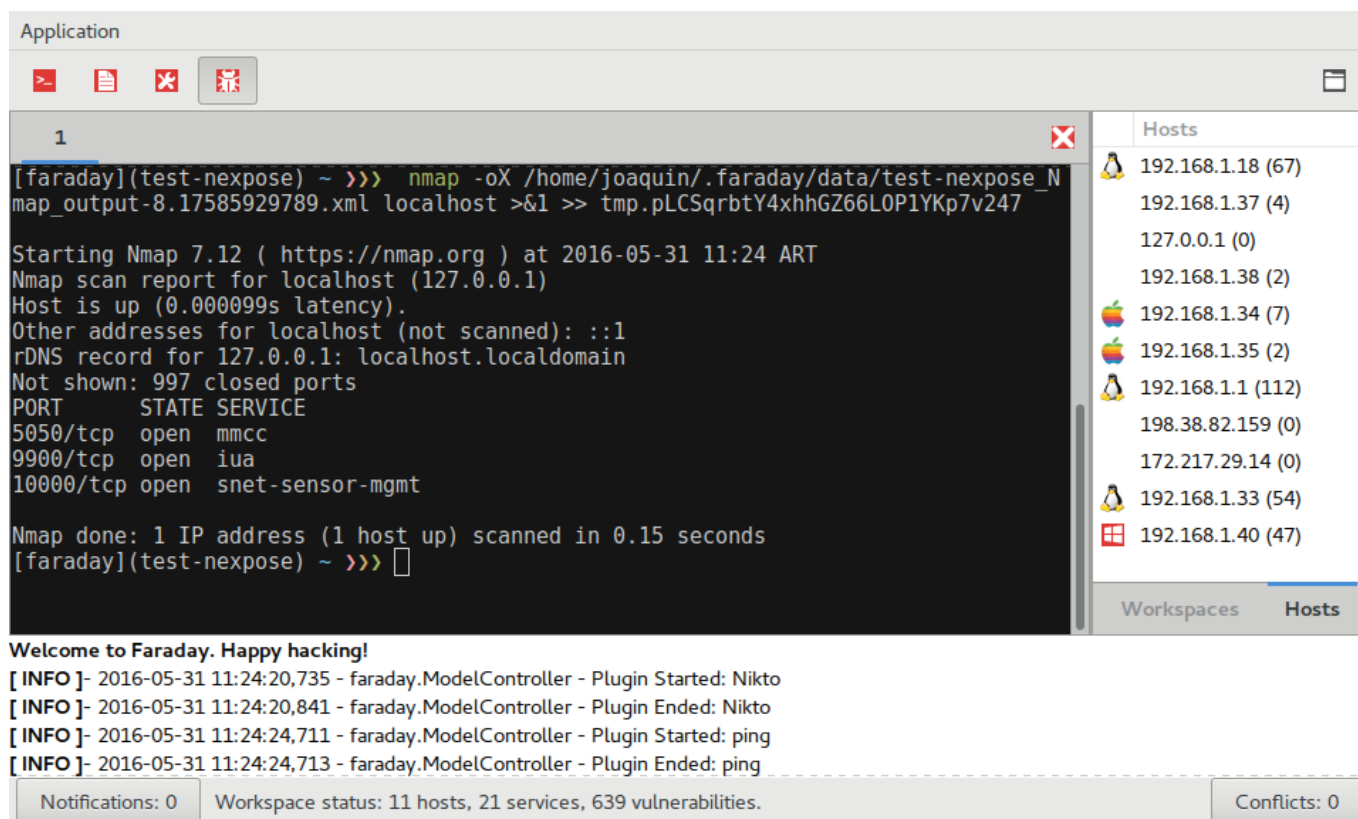 Application
1
[faraday](test-nexpose) ~ ❯❯❯  nmap -oX /home/joaquin/.faraday/data/test-nexpose_N
map_output-8.17585929789.xml localhost >&1 >> tmp.pLCSqrbtY4xhhGZ66LOP1YKp7v247
Starting Nmap 7.12 ( https://nmap.org ) at 2016-05-31 11:24 ART
Nmap scan report for localhost (127.0.0.1)
Host is up (0.000099s latency).
Other addresses for localhost (not scanned): ::1
rDNS record for 127.0.0.1: localhost.localdomain
Not shown: 997 closed ports
PORT      STATE SERVICE
5050/tcp  open  mmcc
9900/tcp  open  iua
10000/tcp open  snet-sensor-mgmt
Nmap done: 1 IP address (1 host up) scanned in 0.15 seconds
[faraday](test-nexpose) ~ ❯❯❯
Hosts
192.168.1.18 (67)
192.168.1.37 (4)
127.0.0.1 (0)
192.168.1.38 (2)
192.168.1.34 (7)
192.168.1.35 (2)
192.168.1.1 (112)
198.38.82.159 (0)
172.217.29.14 (0)
192.168.1.33 (54)
192.168.1.40 (47)
Workspaces Hosts
Welcome to Faraday. Happy hacking!
[ INFO ]- 2016-05-31 11:24:20,735 - faraday.ModelController - Plugin Started: Nikto
[ INFO ]- 2016-05-31 11:24:20,841 - faraday.ModelController - Plugin Ended: Nikto
[ INFO ]- 2016-05-31 11:24:24,711 - faraday.ModelController - Plugin Started: ping
[ INFO ]- 2016-05-31 11:24:24,713 - faraday.ModelController - Plugin Ended: ping
Notifications: 0 Workspace status: 11 hosts, 21 services, 639 vulnerabilities. Conflicts: 0